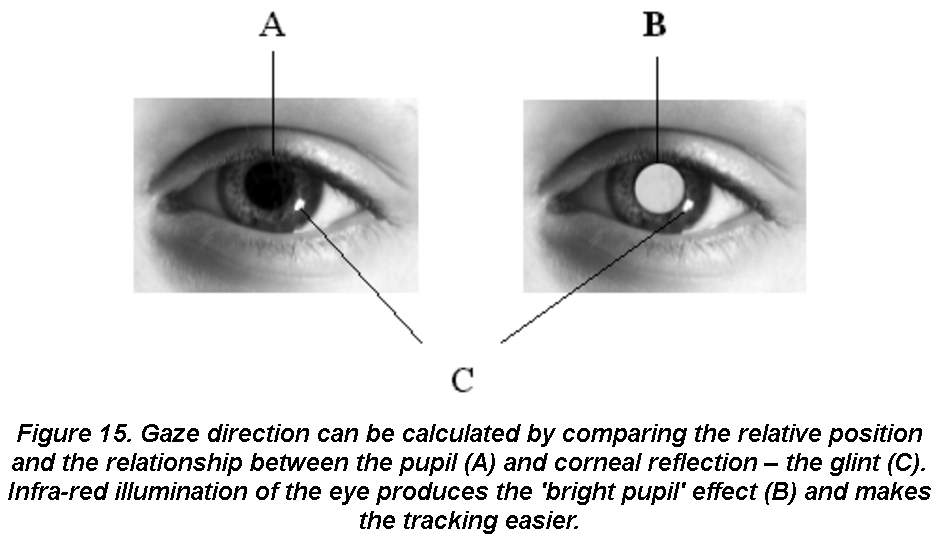 A
B
C
Figure 15. Gaze direction can be calculated by comparing the relative position
and the relationship between the pupil (A) and corneal reflection – the glint (C).
Infra-red illumination of the eye produces the 'bright pupil' effect (B) and makes
the tracking easier.